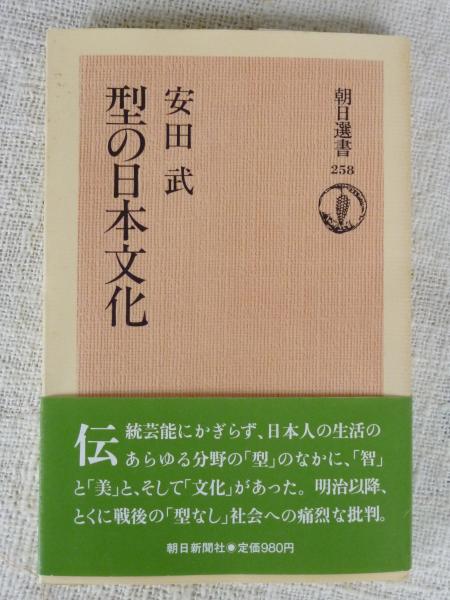 朝日選書
258
安田 武
型の日本文化
伝統芸能にかぎらず、日本人の生活の
あらゆる分野の「型」のなかに、「智」
と「美」と、そして「文化」があった。明治以降、
とくに戦後の「型なし」社会への痛烈な批判。
朝日新聞社●定価980円